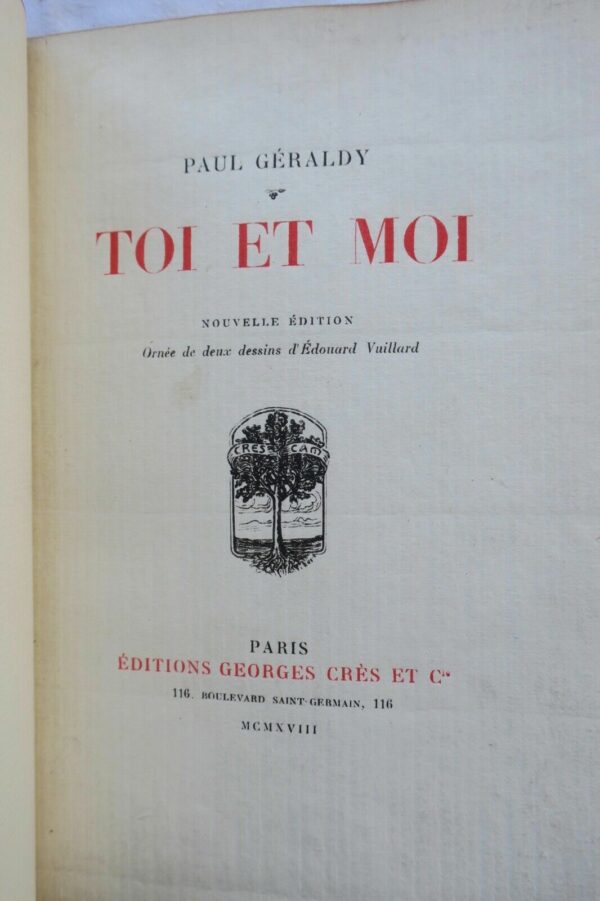 PAUL GÉRALDY
TOI ET MOI
NOUVELLE ÉDITION
Ornée de deux dessins d'Édouard Vuillard
CRES CAM
PARIS
ÉDITIONS GEORGES CRÈS ET Cie
116, BOULEVARD SAINT-GERMAIN, 116
MCMXVIII